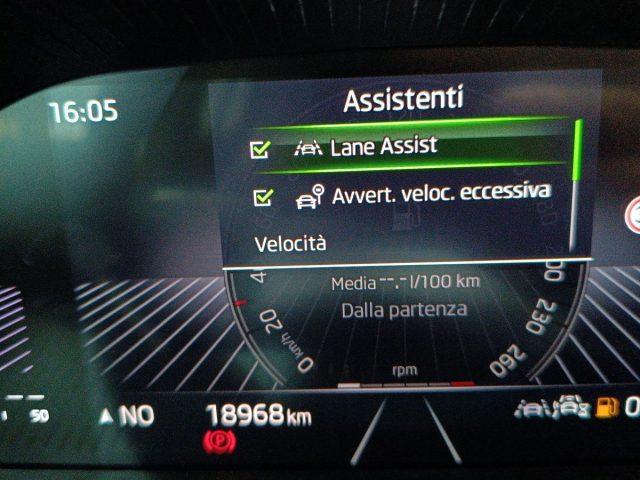 16:05
Assistenti
Lane Assist
Avvert. veloc. eccessiva
Velocità
Media --.- l/100 km
Dalla partenza
20
0
km/h
230
260
rpm
50
NO
18968 km
P
0